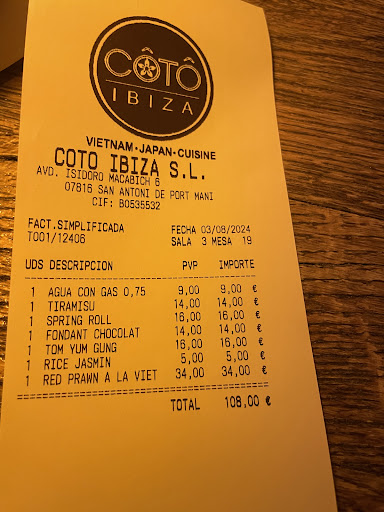 CÔTÔ
IBIZA
VIETNAM•JAPAN•CUISINE
COTO IBIZA S.L.
AVD. ISIDORO MACABICH 6
07816 SAN ANTONI DE PORT MANI
CIF: B0535532
FACT.SIMPLIFICADA FECHA 03/08/2024
T001/12406 SALA 3 MESA 19
UDS DESCRIPCION PVP IMPORTE
1 AGUA CON GAS 0,75 9,00 9,00 €
1 TIRAMISU 14,00 14,00 €
1 SPRING ROLL 16,00 16,00 €
1 FONDANT CHOCOLAT 14,00 14,00 €
1 TOM YUM GUNG 16,00 16,00 €
1 RICE JASMIN 5,00 5,00 €
1 RED PRAWN A LA VIET 34,00 34,00 €
TOTAL 108,00 €